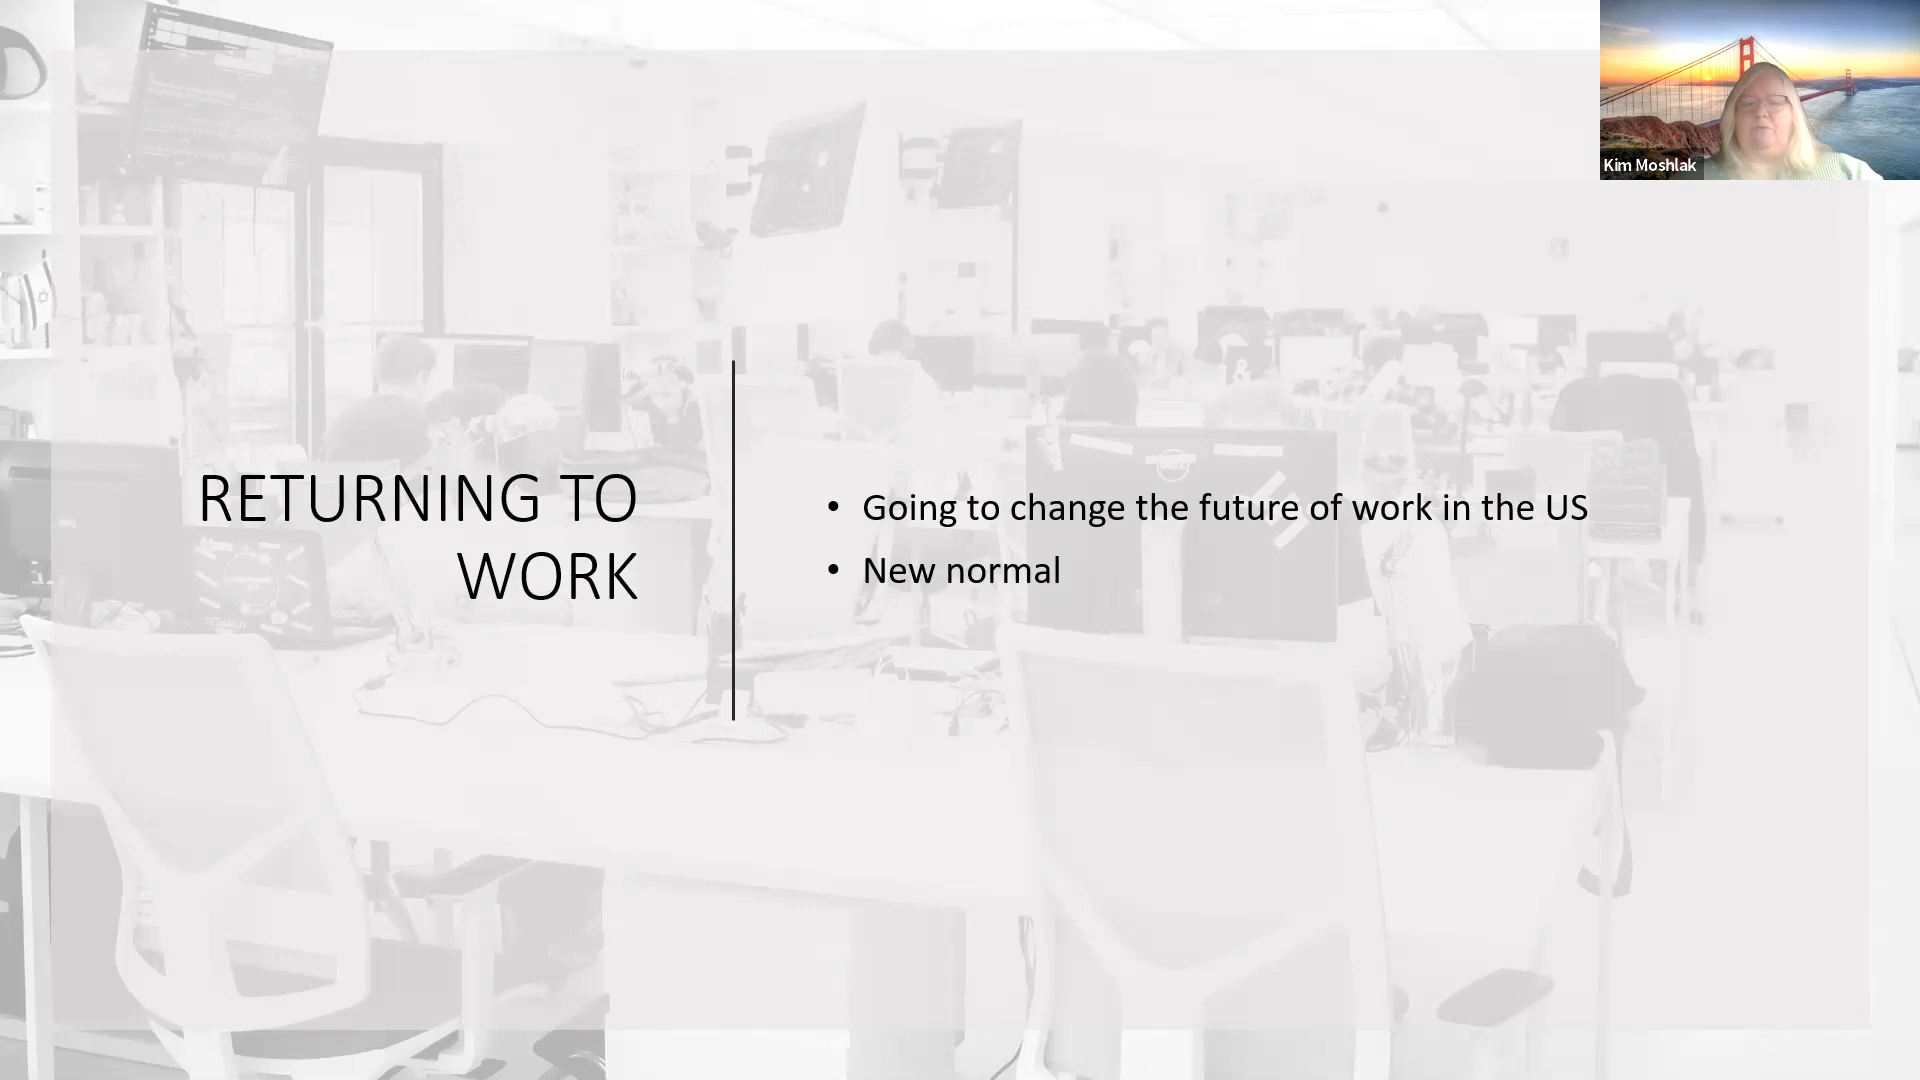 Kim Moshlak
RETURNING TO
WORK
• Going to change the future of work in the US
• New normal